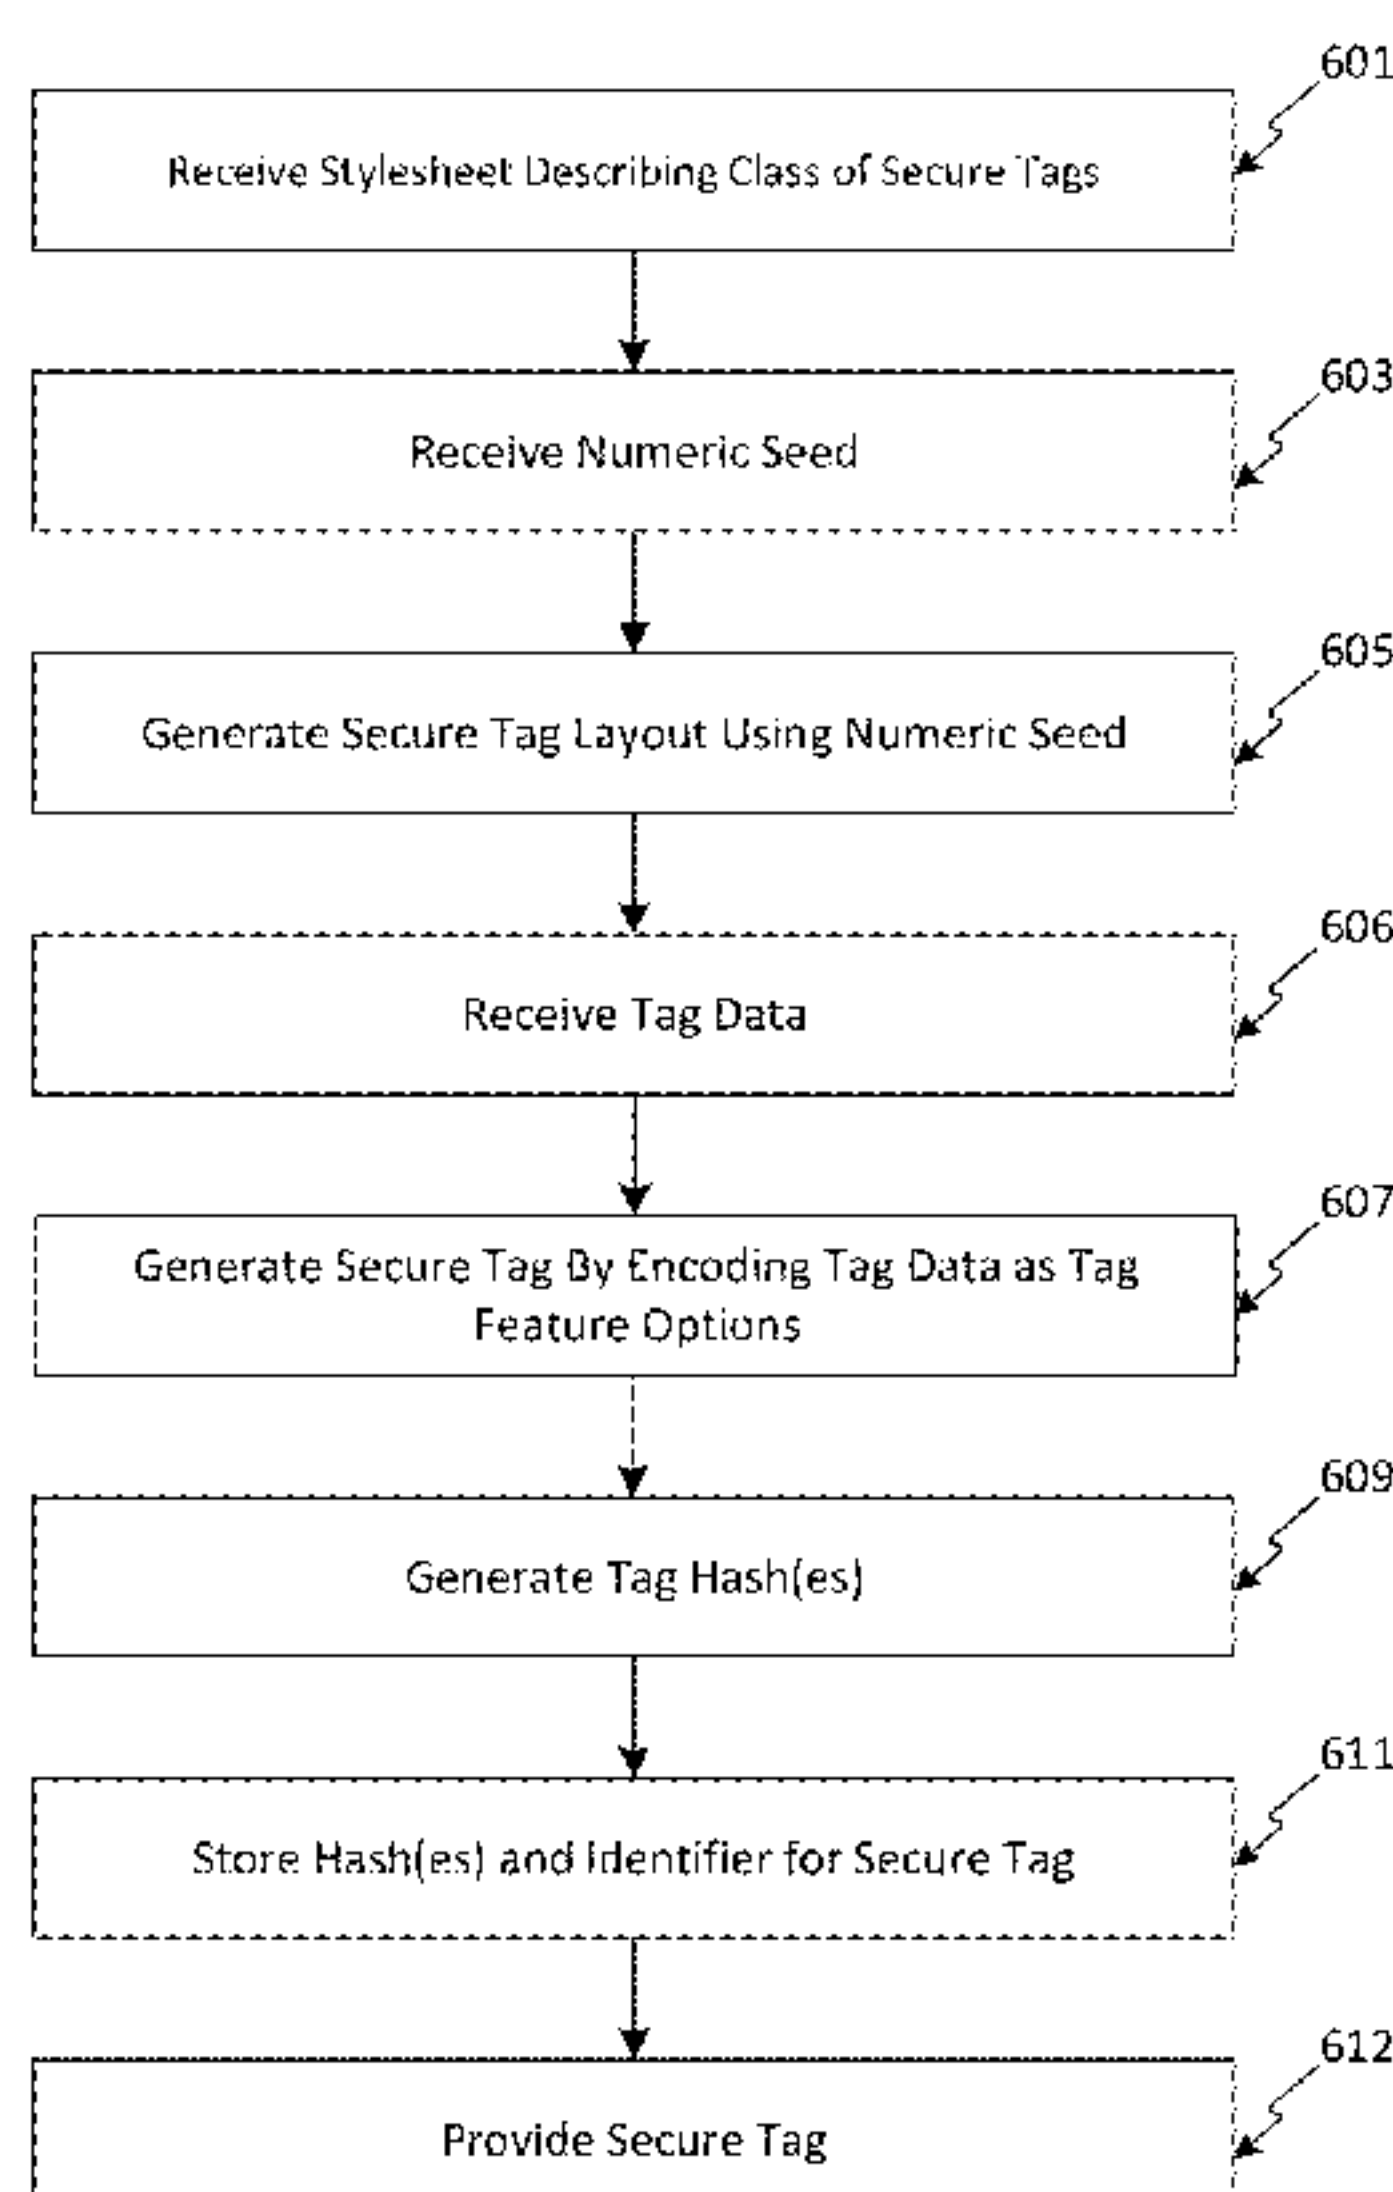 601
Receive Stylesheet Describing Class of Secure Tags
603
Receive Numeric Seed
605
Generate Secure Tag Layout Using Numeric Seed
606
Receive Tag Data
607
Generate Secure Tag By Encoding Tag Data as Tag
Feature Options
609
Generate Tag Hash(es)
611
Store Hash(es) and Identifier for Secure Tag
612
Provide Secure Tag